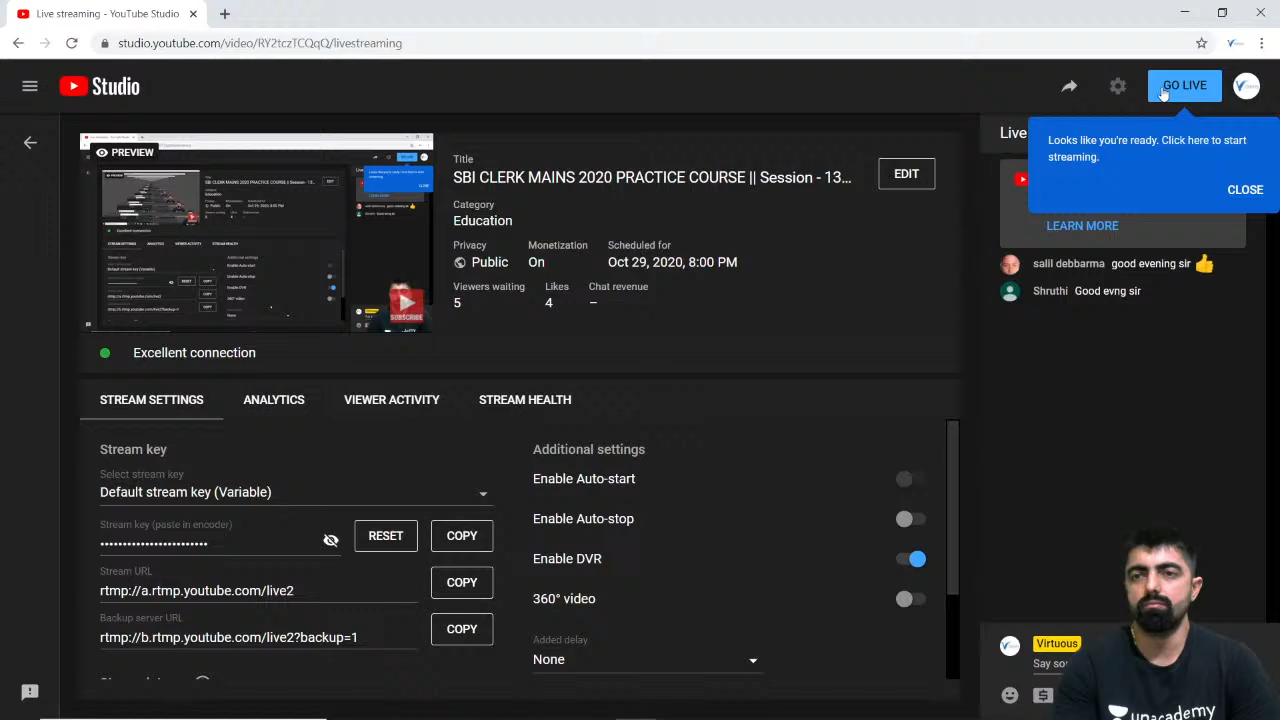 Live streaming - YouTube Studio
studio.youtube.com/video/RY2tczTCQqQ/livestreaming
Studio
GO LIVE
Looks like you're ready. Click here to start
streaming.
CLOSE
Live
LEARN MORE
PREVIEW
Title
SBI CLERK MAINS 2020 PRACTICE COURSE || Session - 13...
EDIT
Category
Education
Privacy
Monetization
Scheduled for
Public
On
Oct 29, 2020, 8:00 PM
Viewers waiting
Likes
Chat revenue
5
4
–
SUBSCRIBE
Excellent connection
salil debbarma good evening sir
Shruthi Good evng sir
STREAM SETTINGS
ANALYTICS
VIEWER ACTIVITY
STREAM HEALTH
Stream key
Select stream key
Default stream key (Variable)
Stream key (paste in encoder)
••••••••••••••••••••••••
RESET
COPY
Stream URL
rtmp://a.rtmp.youtube.com/live2
COPY
Backup server URL
rtmp://b.rtmp.youtube.com/live2?backup=1
COPY
Additional settings
Enable Auto-start
Enable Auto-stop
Enable DVR
360° video
Added delay
None
Virtuous
Say
unacademy